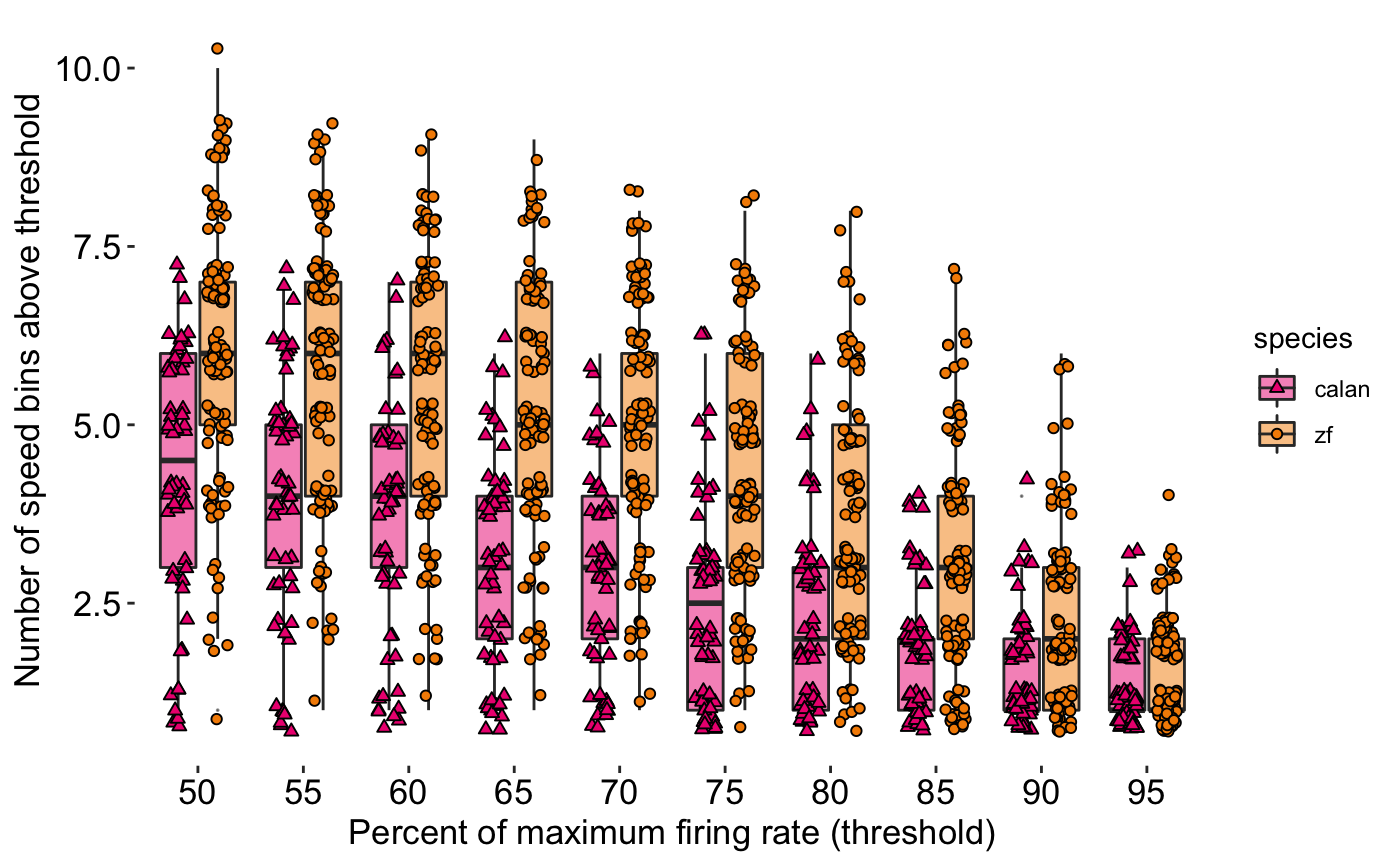 Number of speed bins above threshold
10.0
7.5
5.0
2.5
50 55 60 65 70 75 80 85 90 95
Percent of maximum firing rate (threshold)
species
calan
zf